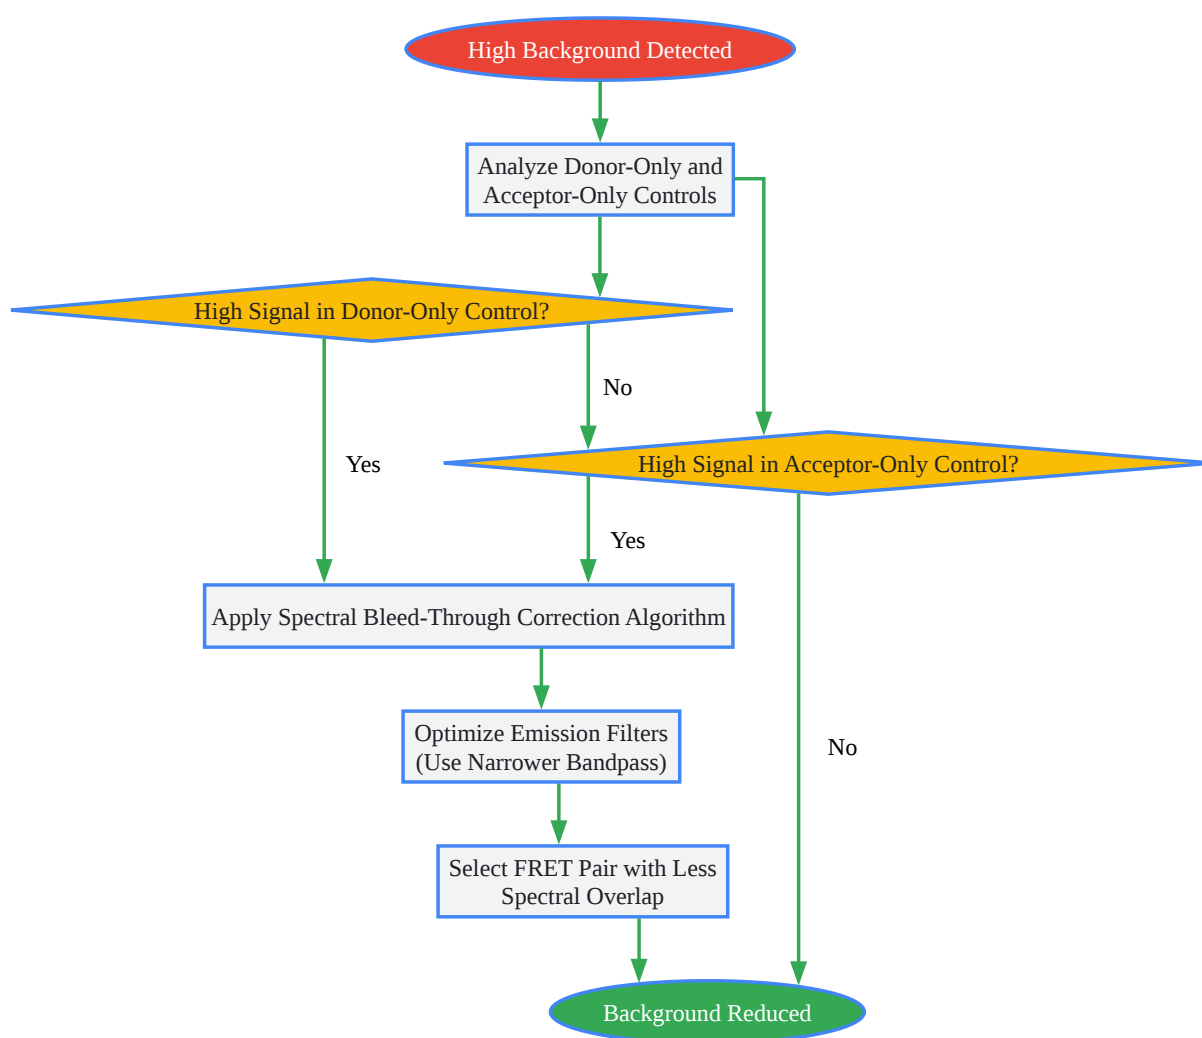 High Background Detected
Analyze Donor-Only and
Acceptor-Only Controls
High Signal in Donor-Only Control?
No
Yes
High Signal in Acceptor-Only Control?
Yes
Apply Spectral Bleed-Through Correction Algorithm
Optimize Emission Filters
(Use Narrower Bandpass)
No
Select FRET Pair with Less
Spectral Overlap
Background Reduced